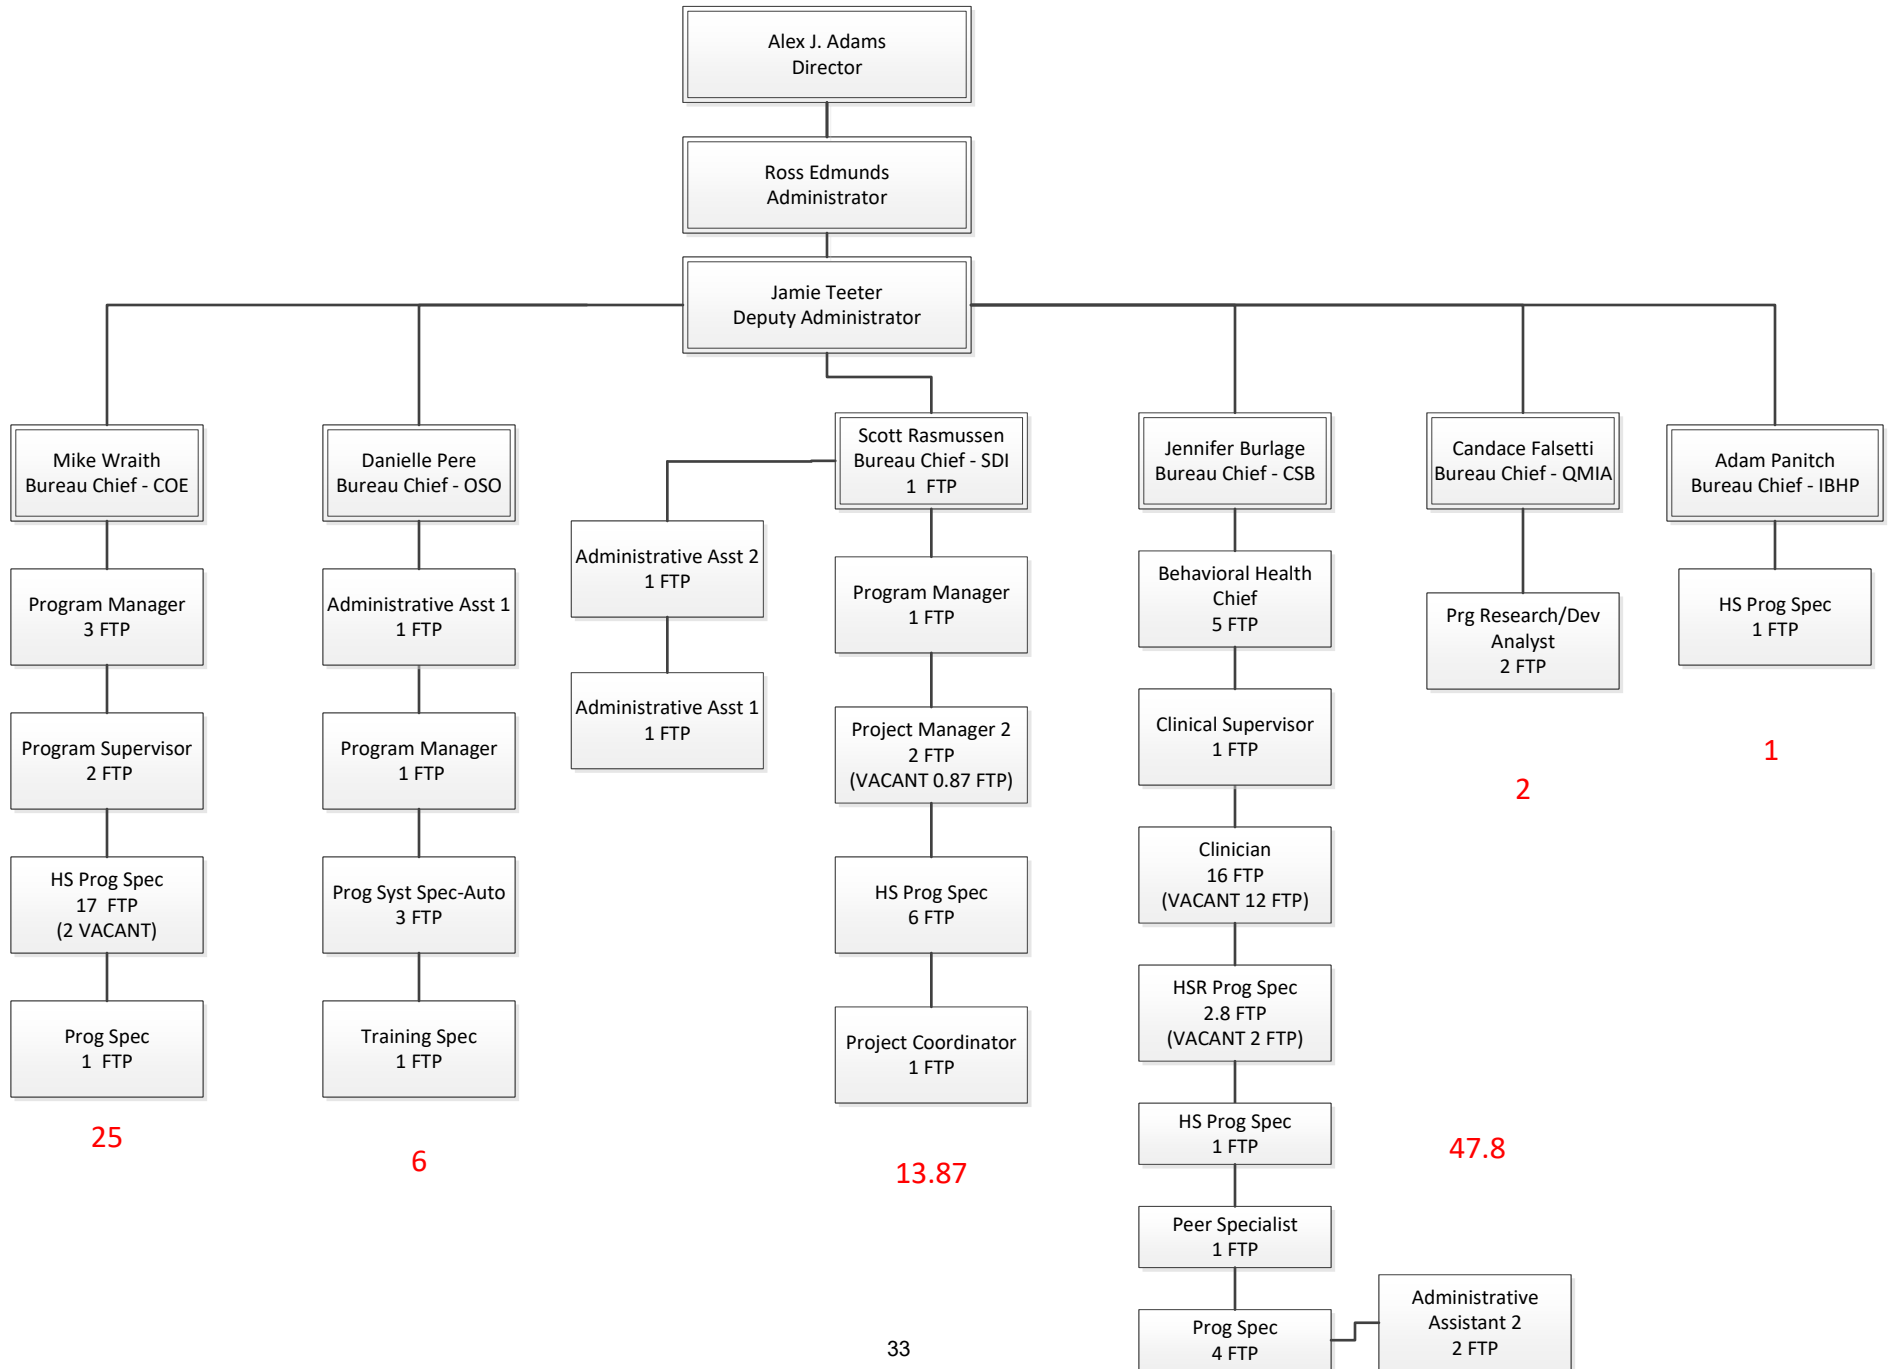 Alex J. Adams
Director
Ross Edmunds
Administrator
Jamie Teeter
Deputy Administrator
Mike Wraith
Bureau Chief - COE
Program Manager
3 FTP
Program Supervisor
2 FTP
HS Prog Spec
17 FTP
(2 VACANT)
Prog Spec
1 FTP
25
Danielle Pere
Bureau Chief - OSO
Administrative Asst 1
1 FTP
Program Manager
1 FTP
Prog Syst Spec-Auto
3 FTP
Training Spec
1 FTP
6
Scott Rasmussen
Bureau Chief - SDI
1 FTP
Administrative Asst 2
1 FTP
Administrative Asst 1
1 FTP
Program Manager
1 FTP
Project Manager 2
2 FTP
(VACANT 0.87 FTP)
HS Prog Spec
6 FTP
Project Coordinator
1 FTP
13.87
Jennifer Burlage
Bureau Chief - CSB
Behavioral Health
Chief
5 FTP
Clinical Supervisor
1 FTP
Clinician
16 FTP
(VACANT 12 FTP)
HSR Prog Spec
2.8 FTP
(VACANT 2 FTP)
HS Prog Spec
1 FTP
Peer Specialist
1 FTP
Prog Spec
4 FTP
Administrative
Assistant 2
2 FTP
47.8
Candace Falsetti
Bureau Chief - QMIA
Prg Research/Dev
Analyst
2 FTP
2
Adam Panitch
Bureau Chief - IBHP
HS Prog Spec
1 FTP
1
33